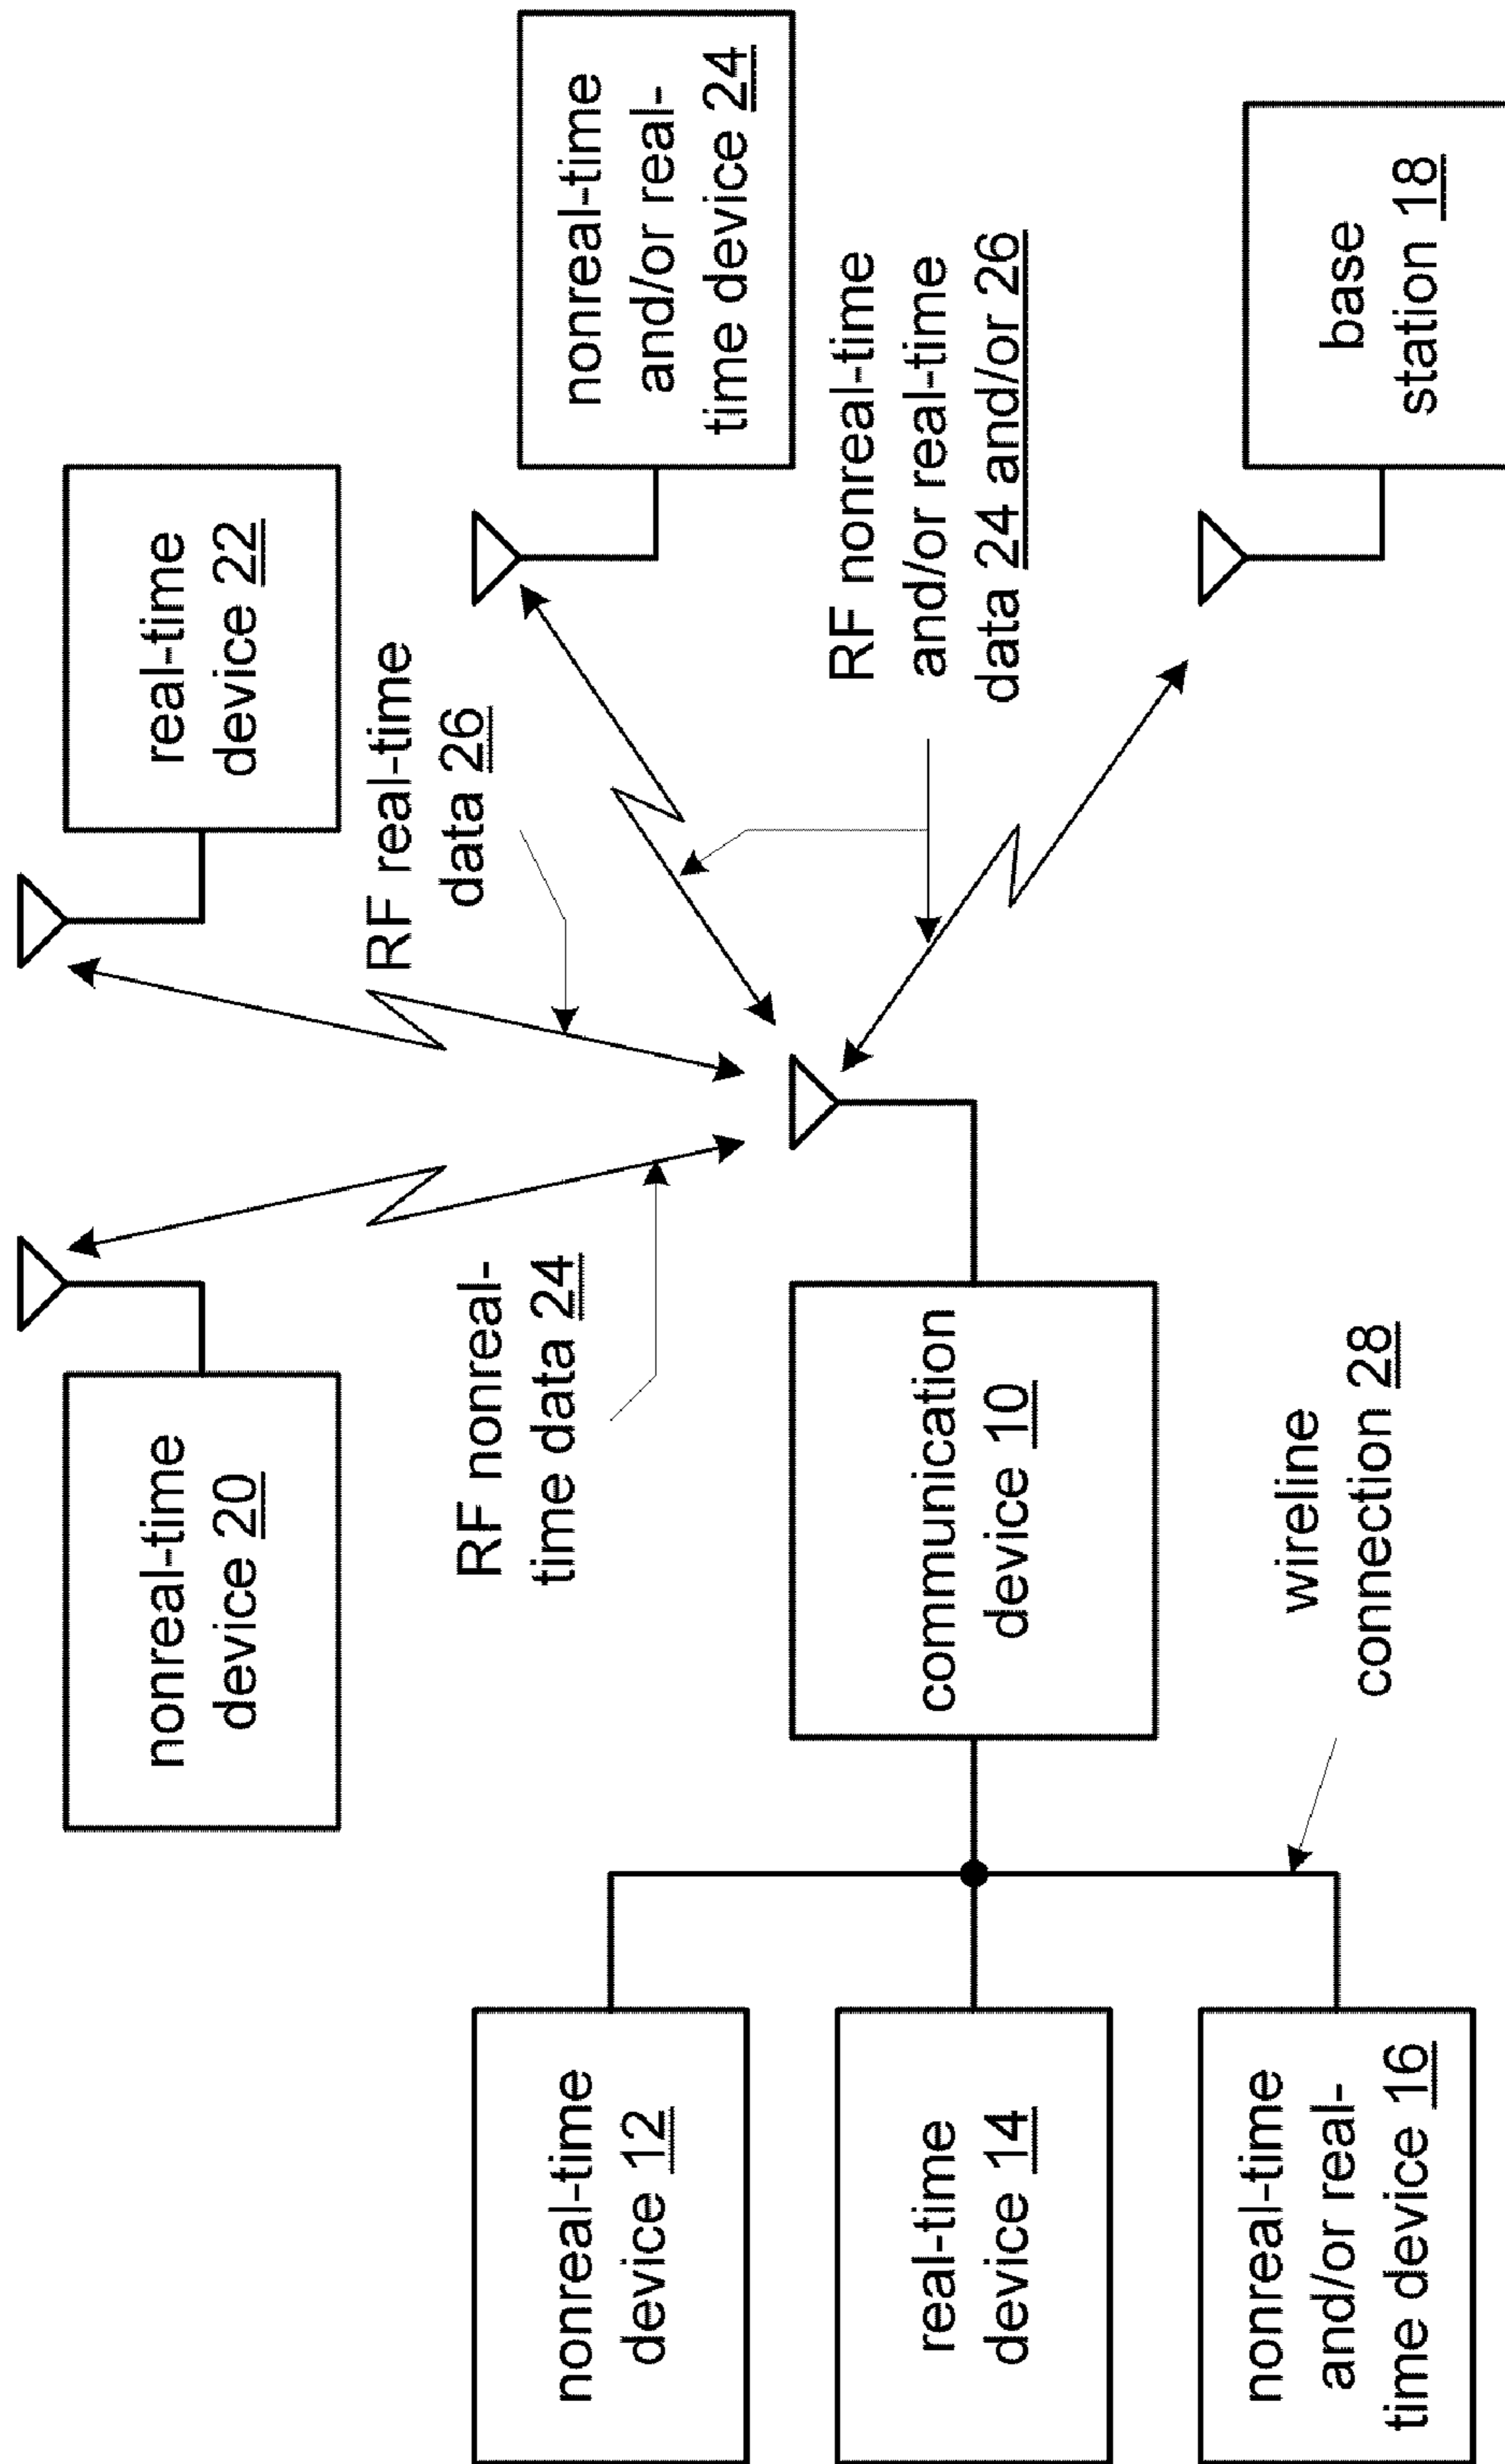 nonreal-time
device 20
real-time
device 22
RF real-time
data 26
RF nonreal-
time data 24
nonreal-time
and/or real-
time device 24
nonreal-time
device 12
real-time
device 14
nonreal-time
and/or real-
time device 16
communication
device 10
RF nonreal-time
and/or real-time
data 24 and/or 26
wireline
connection 28
base
station 18